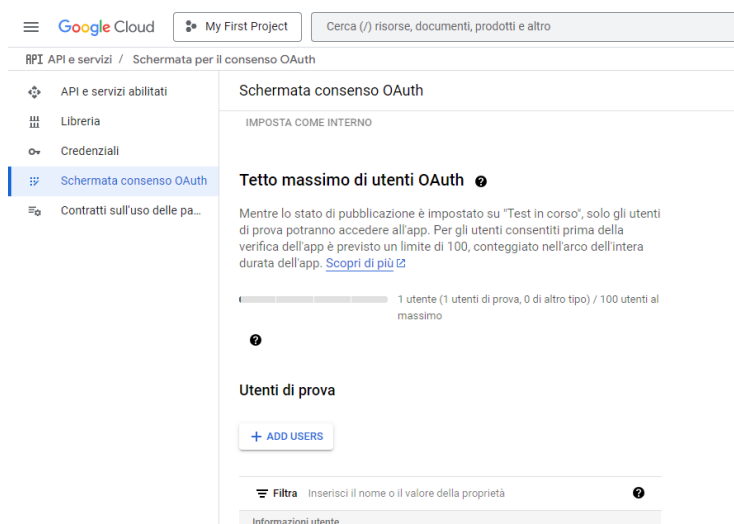 Google Cloud
My First Project
Cerca (/) risorse, documenti, prodotti e altro
API API e servizi / Schermata per il consenso OAuth
API e servizi abilitati
Libreria
Credenziali
Schermata consenso OAuth
Contratti sull'uso delle pa...
Schermata consenso OAuth
IMPOSTA COME INTERNO
Tetto massimo di utenti OAuth
Mentre lo stato di pubblicazione è impostato su "Test in corso", solo gli utenti
di prova potranno accedere all'app. Per gli utenti consentiti prima della
verifica dell'app è previsto un limite di 100, conteggiato nell'arco dell'intera
durata dell'app. Scopri di più
1 utente (1 utenti di prova, 0 di altro tipo) / 100 utenti al
massimo
Utenti di prova
+ ADD USERS
Filtra Inserisci il nome o il valore della proprietà
Informazioni utente